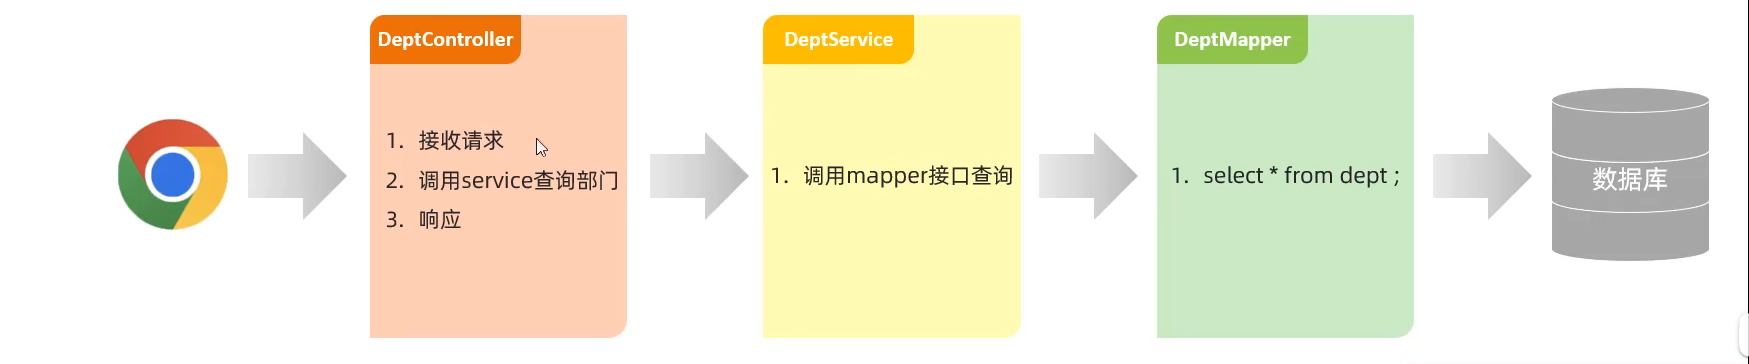 DeptController
1. 接收请求
2. 调用service查询部门
3. 响应
DeptService
1. 调用mapper接口查询
DeptMapper
1. select * from dept ;
数据库